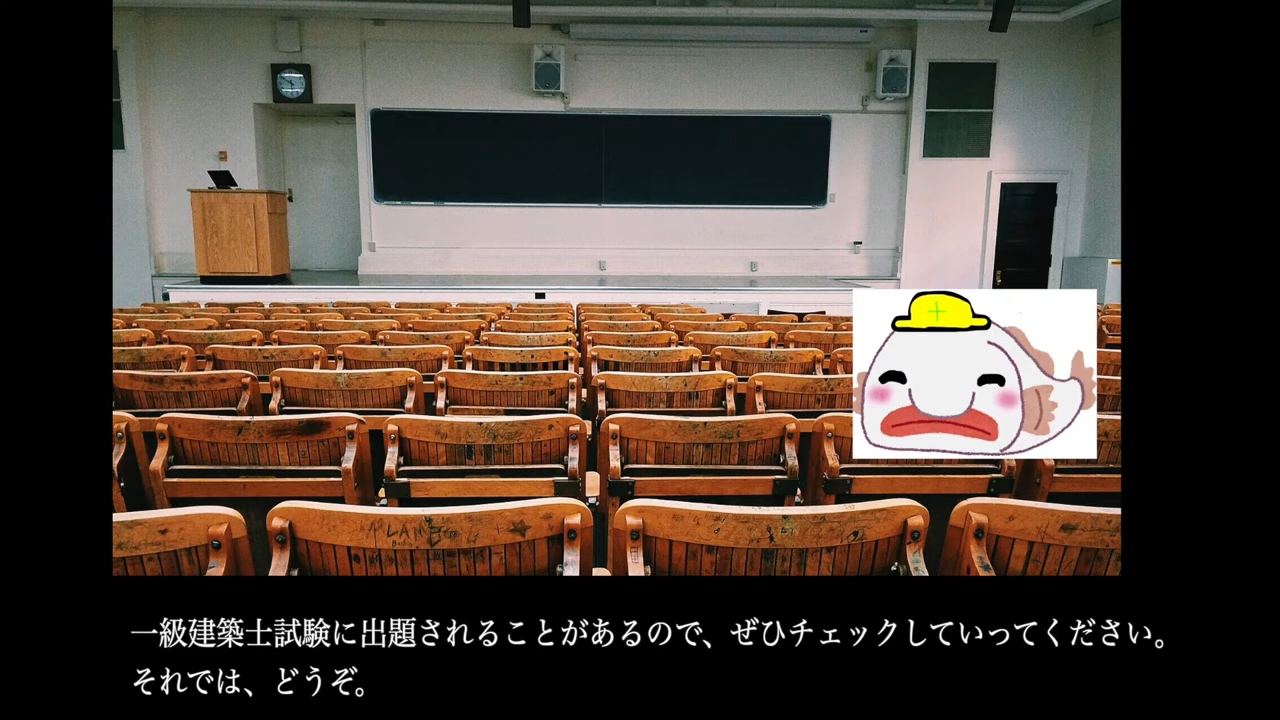 一級建築士試験に出題されることがあるので、ぜひチェックしていってください。
それでは、どうぞ。